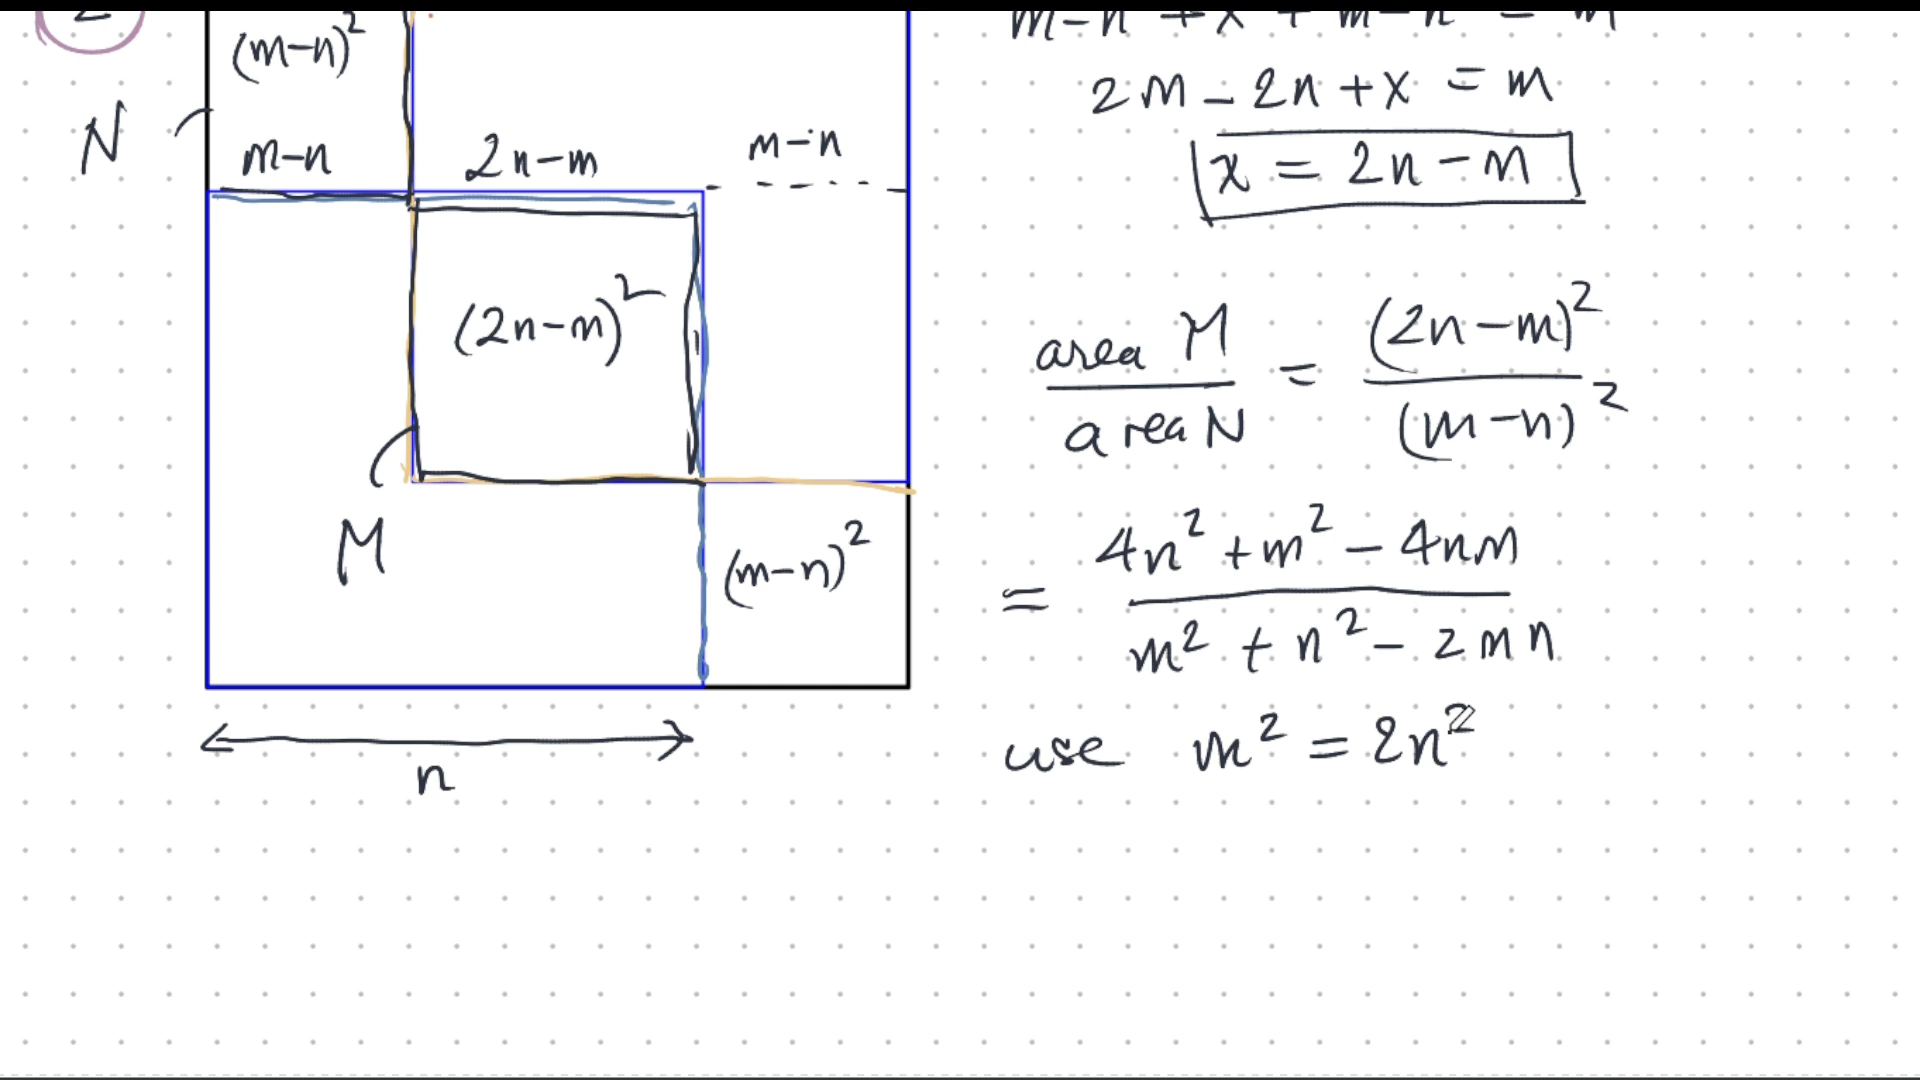 2
(m-n)²
N
m-n
2n-m
m-n
(2n-m)²
M
(m-n)²
n
m-n + x + m-n = m
2m - 2n + x = m
x = 2n - m
area M / area N = (2n-m)² / (m-n)²
= 4n² + m² - 4nm / m² + n² - 2mn
use m² = 2n²